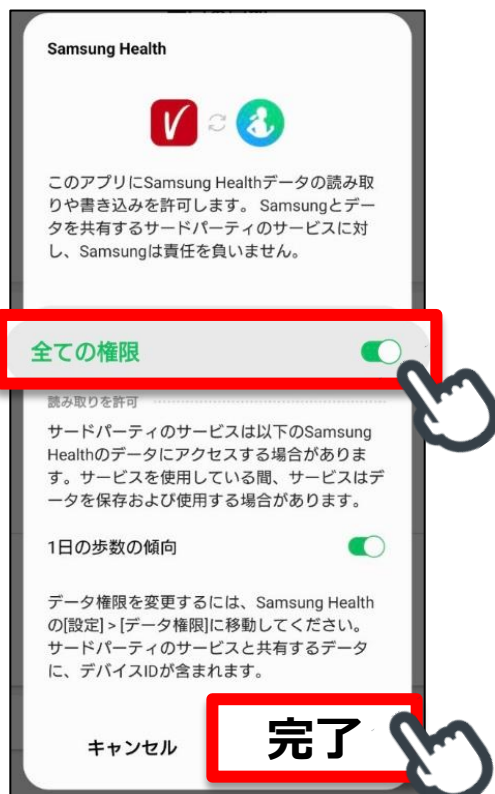 Samsung Health
このアプリにSamsung Healthデータの読み取
りや書き込みを許可します。 Samsungとデー
タを共有するサードパーティのサービスに対
し、Samsungは責任を負いません。
全ての権限
読み取りを許可
サードパーティのサービスは以下のSamsung
Healthのデータにアクセスする場合がありま
す。サービスを使用している間、サービスはデ
ータを保存および使用する場合があります。
1日の歩数の傾向
データ権限を変更するには、Samsung Health
の[設定] > [データ権限]に移動してください。
サードパーティのサービスと共有するデータ
に、デバイスIDが含まれます。
キャンセル
完了